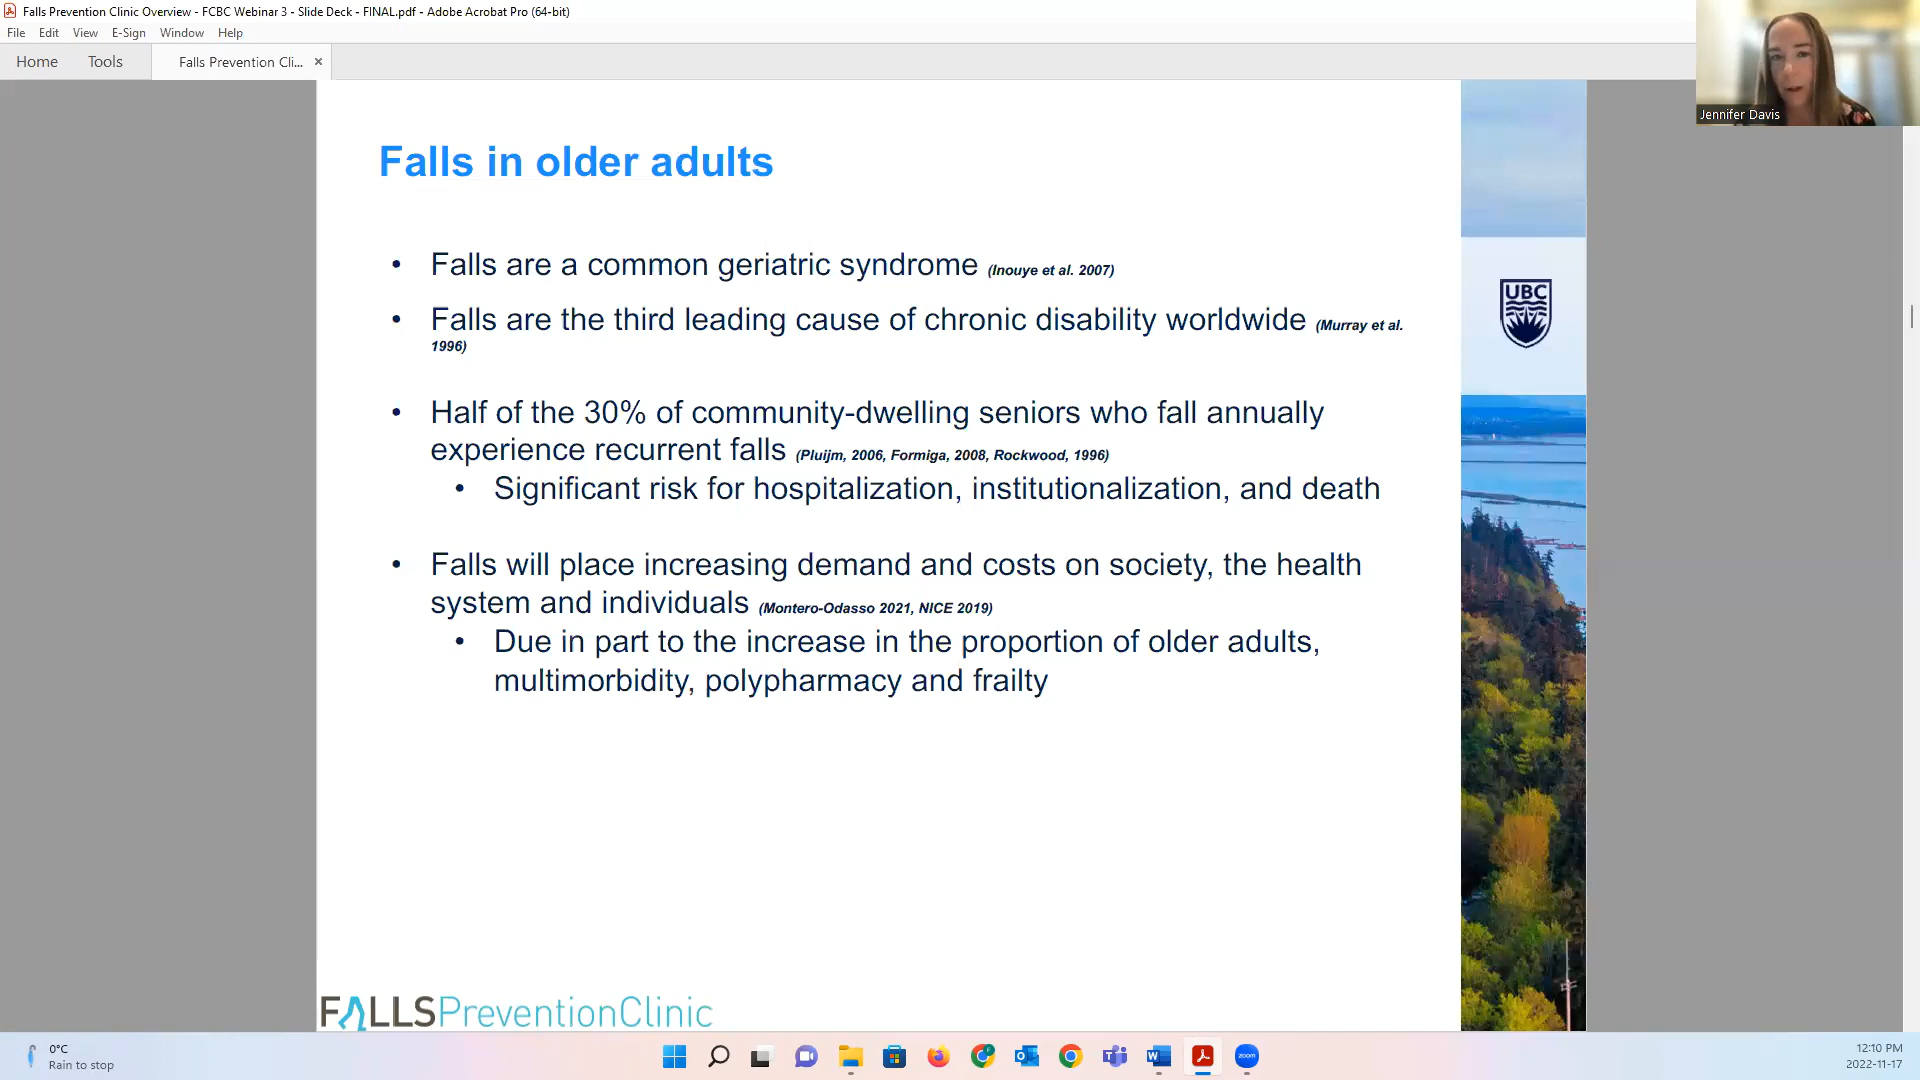 Falls Prevention Clinic Overview - FCBC Webinar 3 - Slide Deck - FINAL.pdf - Adobe Acrobat Pro (64-bit)
File Edit View E-Sign Window Help
Home Tools Falls Prevention Cli... ×
Jennifer Davis
Falls in older adults
• Falls are a common geriatric syndrome (Inouye et al. 2007)
• Falls are the third leading cause of chronic disability worldwide (Murray et al.
1996)
• Half of the 30% of community-dwelling seniors who fall annually
experience recurrent falls (Pluijm, 2006, Formiga, 2008, Rockwood, 1996)
• Significant risk for hospitalization, institutionalization, and death
• Falls will place increasing demand and costs on society, the health
system and individuals (Montero-Odasso 2021, NICE 2019)
• Due in part to the increase in the proportion of older adults,
multimorbidity, polypharmacy and frailty
UBC
FALLSPreventionClinic
0°C
Rain to stop
zoom
12:10 PM
2022-11-17